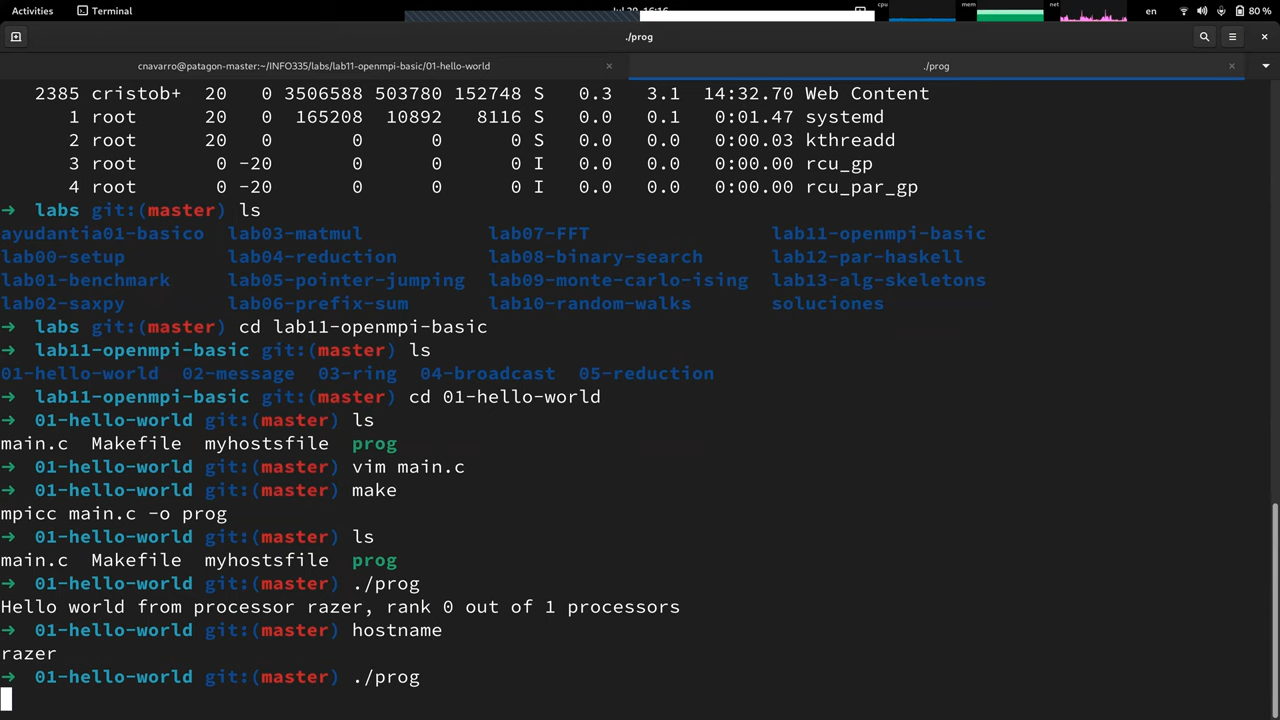 Activities Terminal cpu mem net en 80 %
./prog
cnavarro@patagon-master:~/INFO335/labs/lab11-openmpi-basic/01-hello-world × ./prog ×
2385 cristob+ 20 0 3506588 503780 152748 S 0.3 3.1 14:32.70 Web Content
1 root 20 0 165208 10892 8116 S 0.0 0.1 0:01.47 systemd
2 root 20 0 0 0 0 S 0.0 0.0 0:00.03 kthreadd
3 root 0 -20 0 0 0 I 0.0 0.0 0:00.00 rcu_gp
4 root 0 -20 0 0 0 I 0.0 0.0 0:00.00 rcu_par_gp
→ labs git:(master) ls
ayudantia01-basico lab03-matmul lab07-FFT lab11-openmpi-basic
lab00-setup lab04-reduction lab08-binary-search lab12-par-haskell
lab01-benchmark lab05-pointer-jumping lab09-monte-carlo-ising lab13-alg-skeletons
lab02-saxpy lab06-prefix-sum lab10-random-walks soluciones
→ labs git:(master) cd lab11-openmpi-basic
→ lab11-openmpi-basic git:(master) ls
01-hello-world 02-message 03-ring 04-broadcast 05-reduction
→ lab11-openmpi-basic git:(master) cd 01-hello-world
→ 01-hello-world git:(master) ls
main.c Makefile myhostsfile prog
→ 01-hello-world git:(master) vim main.c
→ 01-hello-world git:(master) make
mpicc main.c -o prog
→ 01-hello-world git:(master) ls
main.c Makefile myhostsfile prog
→ 01-hello-world git:(master) ./prog
Hello world from processor razer, rank 0 out of 1 processors
→ 01-hello-world git:(master) hostname
razer
→ 01-hello-world git:(master) ./prog